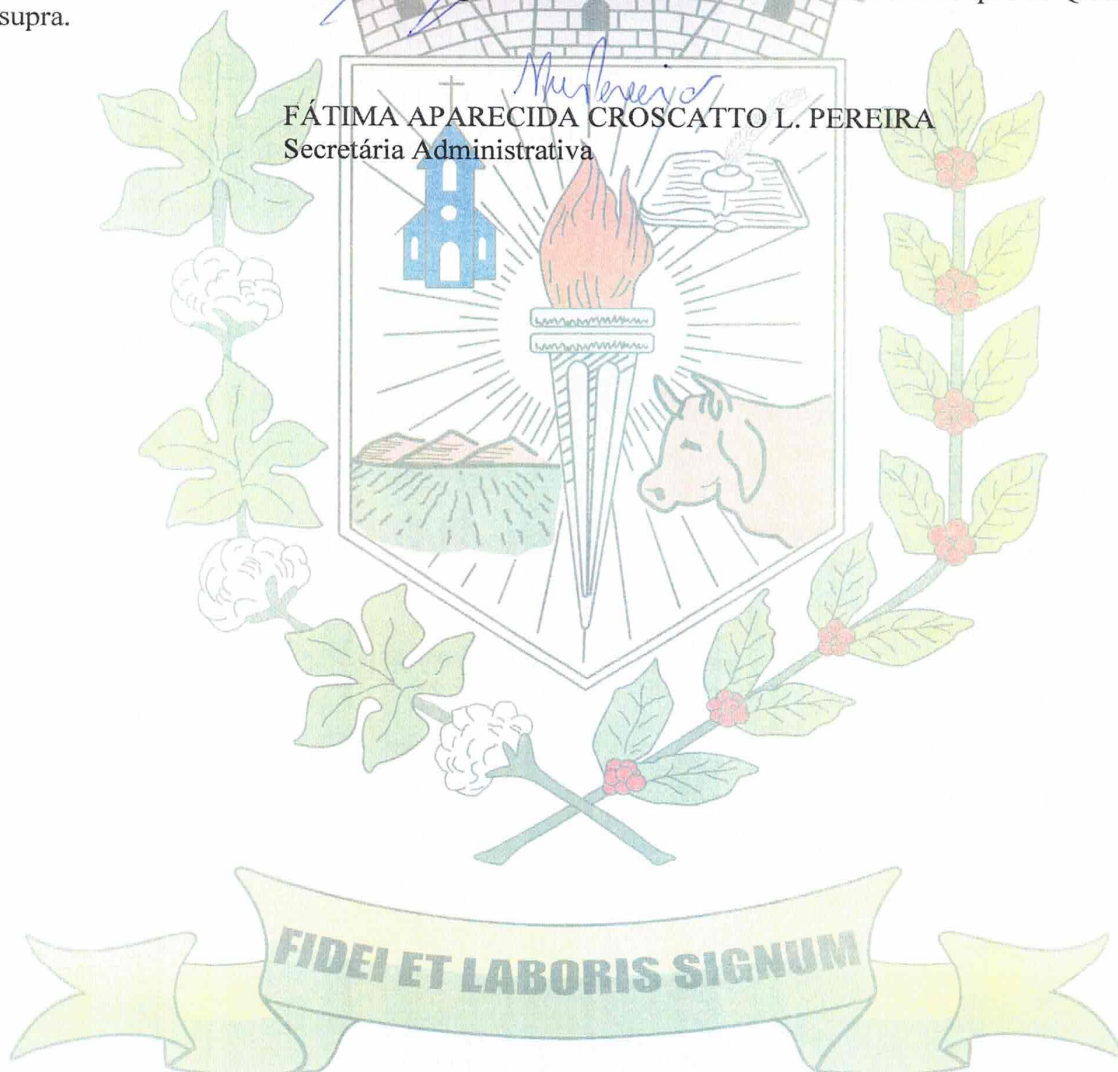 supra.
FÁTIMA APARECIDA CROSCATTO L. PEREIRA
Secretária Administrativa
FIDEI ET LABORIS SIGNUM